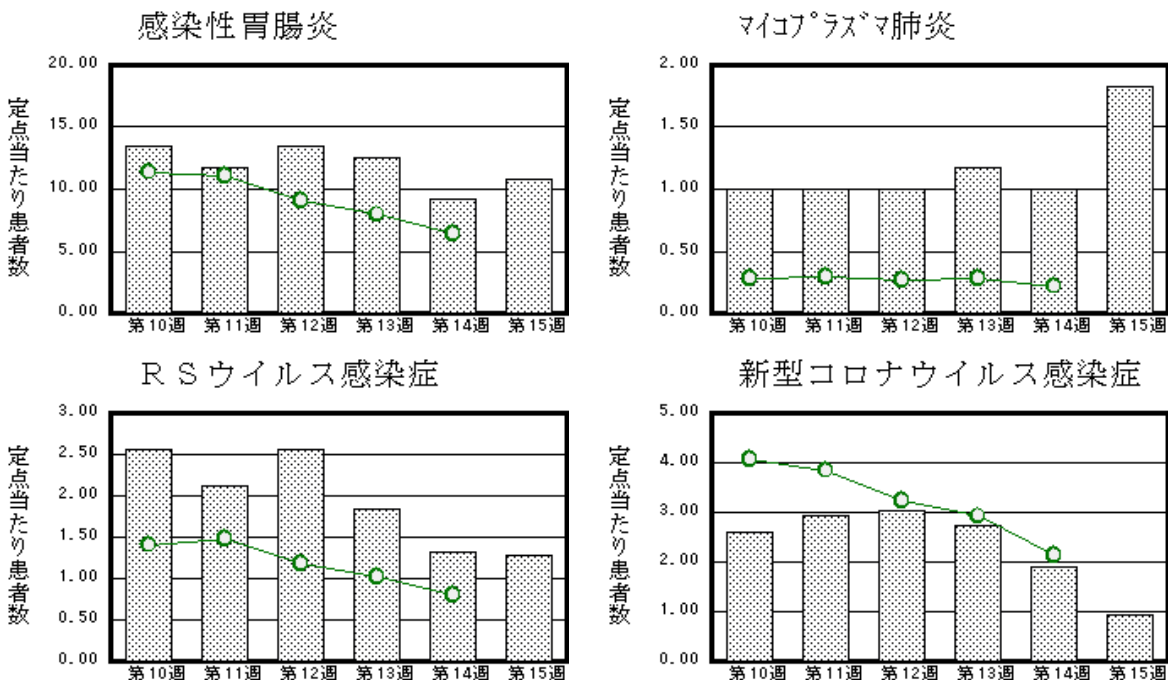 感染性胃腸炎
定点当たり患者数
20.00
15.00
10.00
5.00
0.00
第10週 第11週 第12週 第13週 第14週 第15週
ﾏｲｺﾌﾟﾗｽﾞﾏ肺炎
定点当たり患者数
2.00
1.50
1.00
0.50
0.00
第10週 第11週 第12週 第13週 第14週 第15週
ＲＳウイルス感染症
定点当たり患者数
3.00
2.50
2.00
1.50
1.00
0.50
0.00
第10週 第11週 第12週 第13週 第14週 第15週
新型コロナウイルス感染症
定点当たり患者数
5.00
4.00
3.00
2.00
1.00
0.00
第10週 第11週 第12週 第13週 第14週 第15週